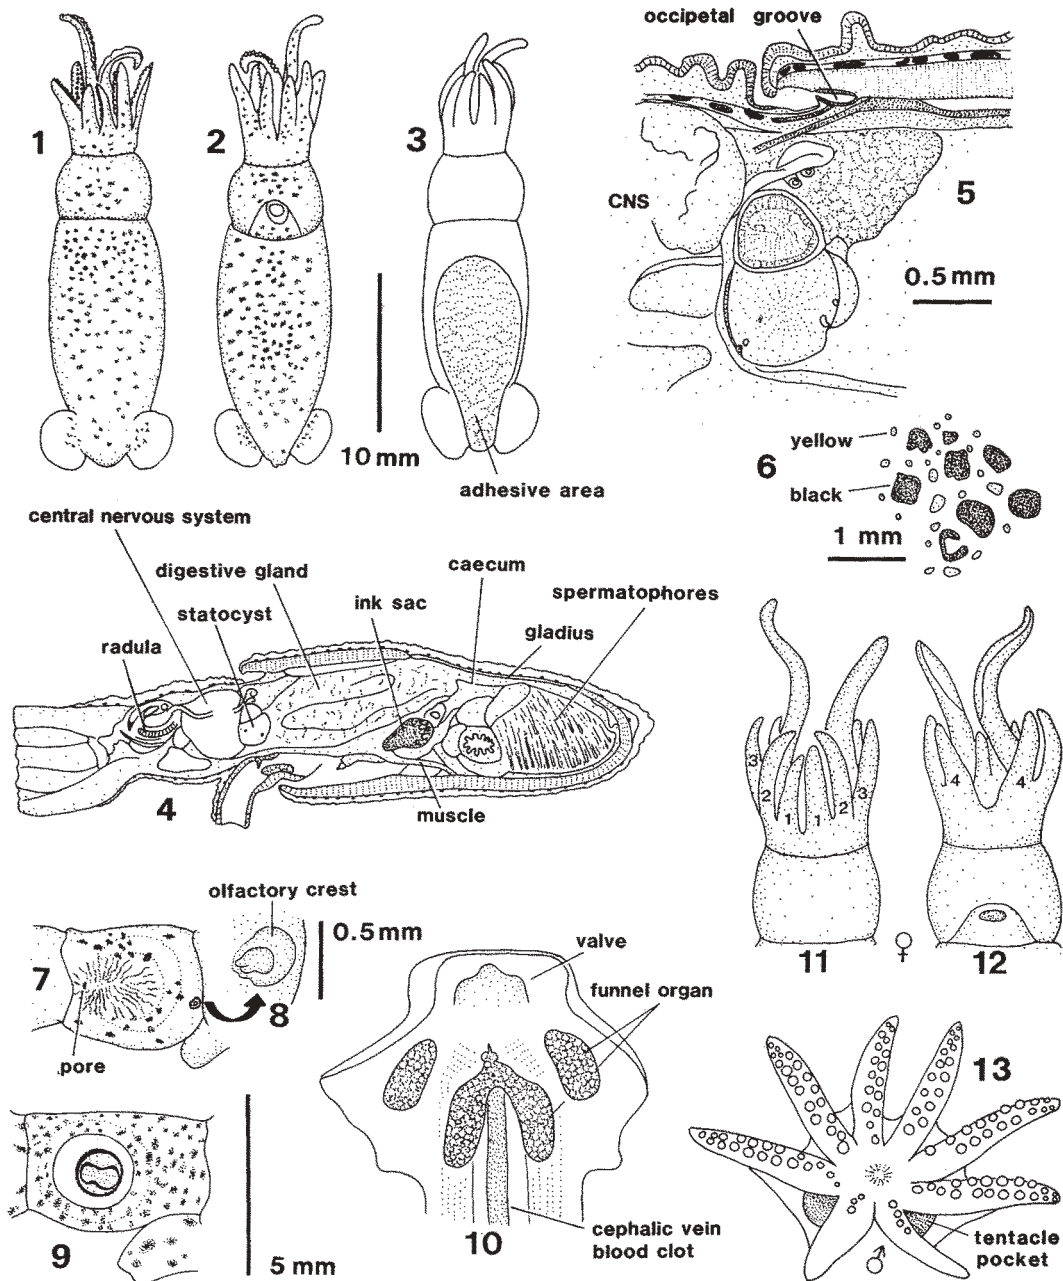 occipetal groove
1
2
3
CNS
5
0.5 mm
10 mm
adhesive area
yellow
6
black
1 mm
central nervous system
digestive gland
statocyst
radula
ink sac
caecum
spermatophores
gladius
4
muscle
3
2
1
1
2
3
4
4
11
♀
12
olfactory crest
0.5 mm
7
8
pore
valve
funnel organ
10
cephalic vein
blood clot
9
5 mm
13
tentacle
pocket
♂